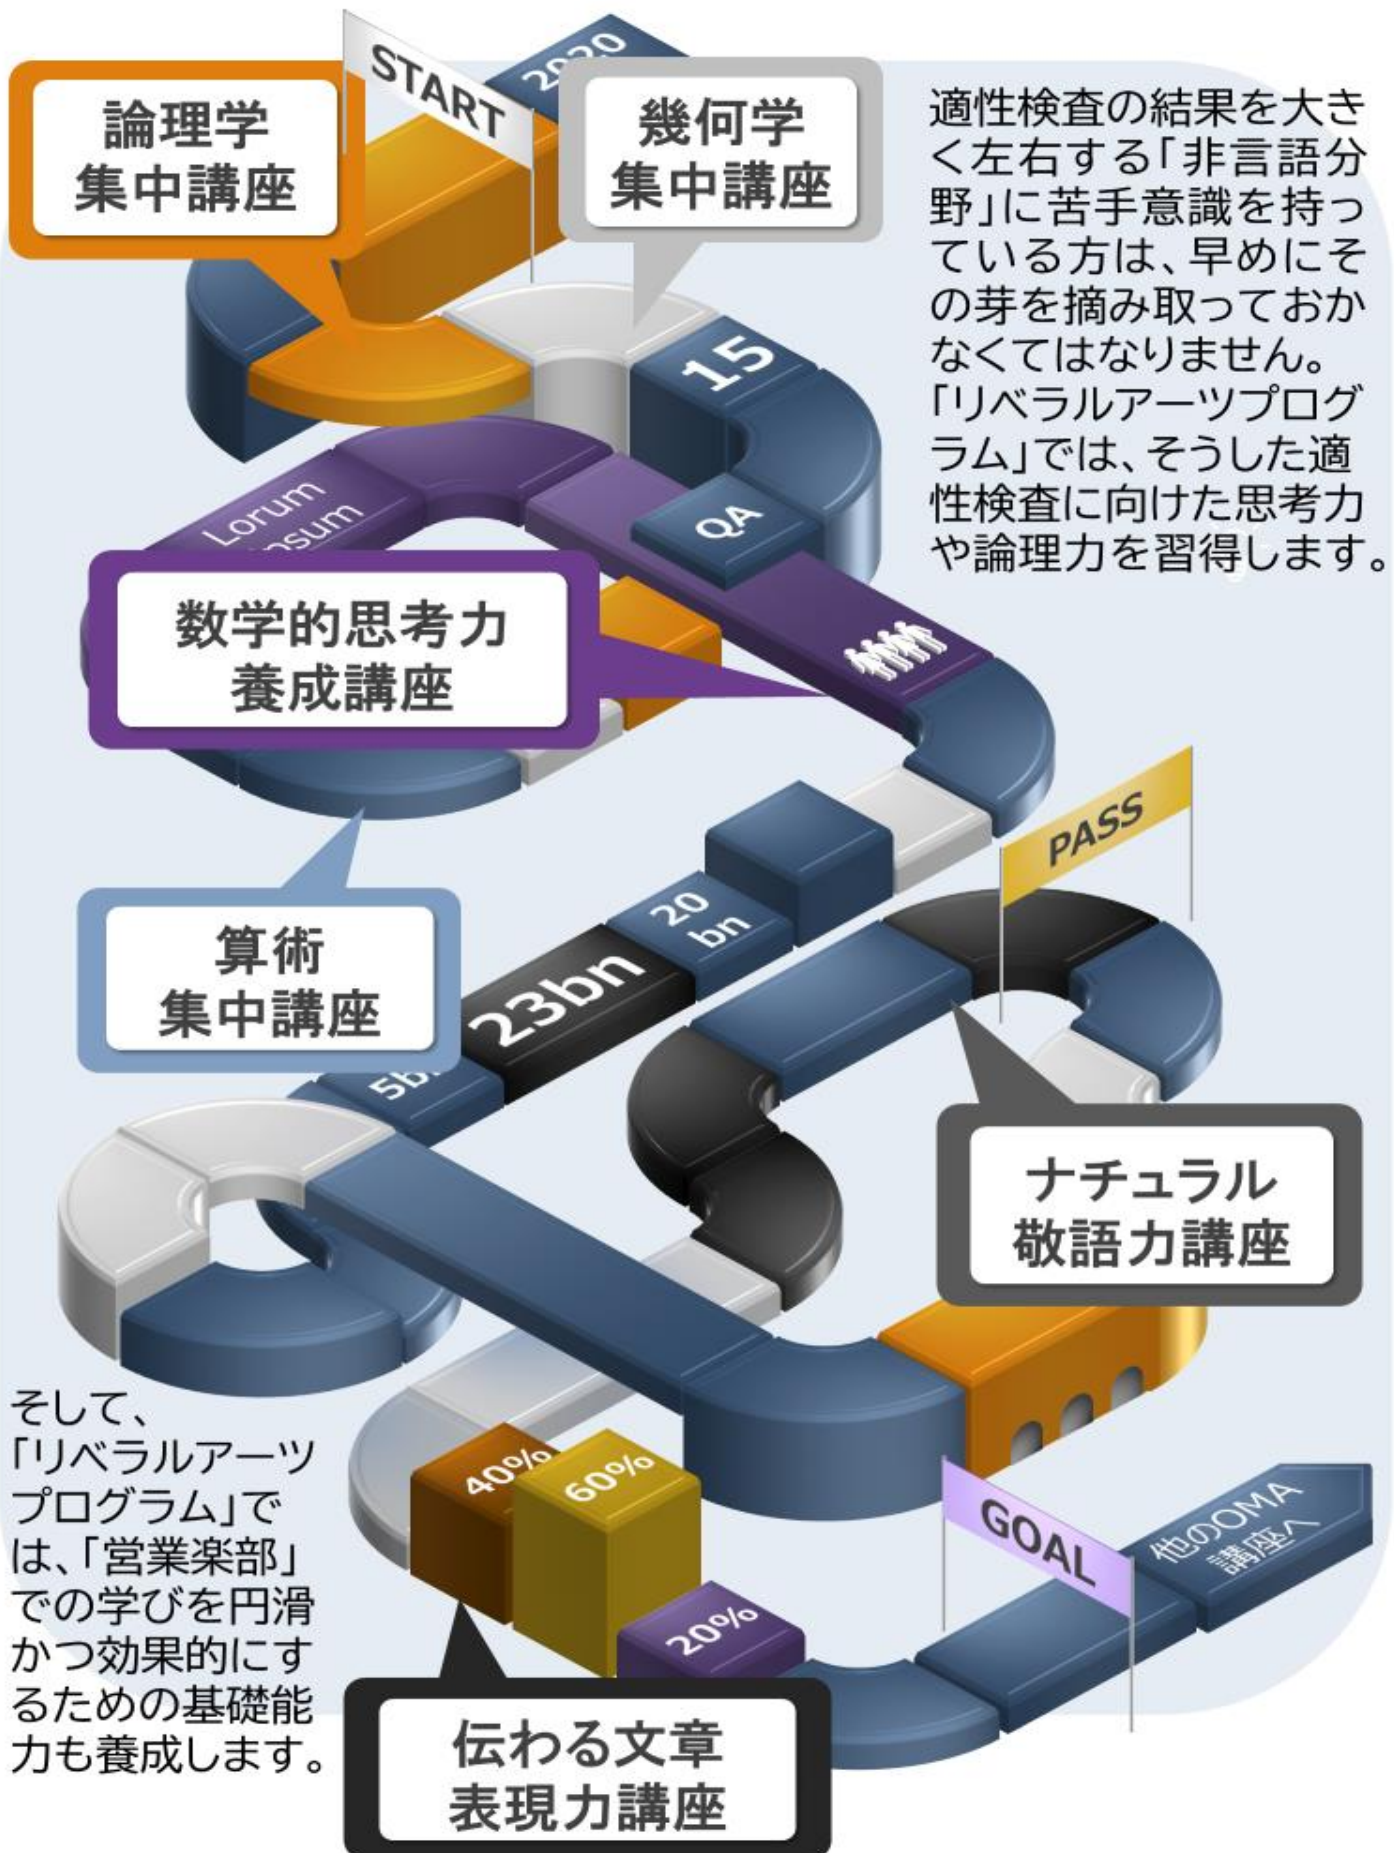 START
2020
論理学
集中講座
幾何学
集中講座
適性検査の結果を大き
く左右する「非言語分
野」に苦手意識を持っ
ている方は、早めにそ
の芽を摘み取っておか
なくてはなりません。
「リベラルアーツプログ
ラム」では、そうした適
性検査に向けた思考力
や論理力を習得します。
15
QA
Lorum
数学的思考力
養成講座
PASS
20
bn
23bn
算術
集中講座
ナチュラル
敬語力講座
そして、
「リベラルアーツ
プログラム」で
は、「営業楽部」
での学びを円滑
かつ効果的にす
るための基礎能
力も養成します。
40%
60%
20%
GOAL
他のOMA
講座へ
伝わる文章
表現力講座